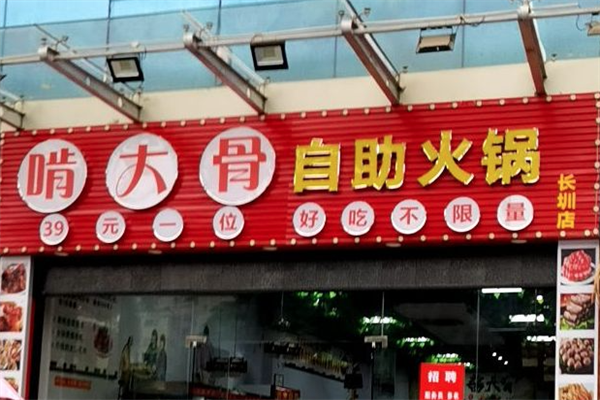 啃大骨自助火锅
长圳店
39元一位 好吃不限量
招聘